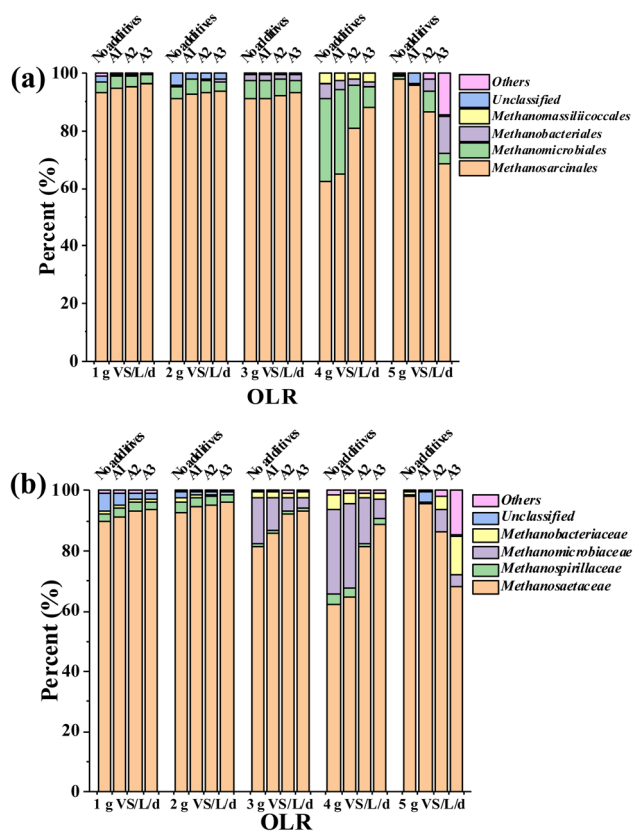 No additives A1 A2 A3 No additives A1 A2 A3 No additives A1 A2 A3 No additives A1 A2 A3 No additives A1 A2 A3
(a)
100
80
60
40
20
0
Percent (%)
Others
Unclassified
Methanomassiliicoccales
Methanobacteriales
Methanomicrobiales
Methanosarcinales
1 g VS/L/d 2 g VS/L/d 3 g VS/L/d 4 g VS/L/d 5 g VS/L/d
OLR
No additives A1 A2 A3 No additives A1 A2 A3 No additives A1 A2 A3 No additives A1 A2 A3 No additives A1 A2 A3
(b)
100
80
60
40
20
0
Percent (%)
Others
Unclassified
Methanobacteriaceae
Methanomicrobiaceae
Methanospirillaceae
Methanosaetaceae
1 g VS/L/d 2 g VS/L/d 3 g VS/L/d 4 g VS/L/d 5 g VS/L/d
OLR